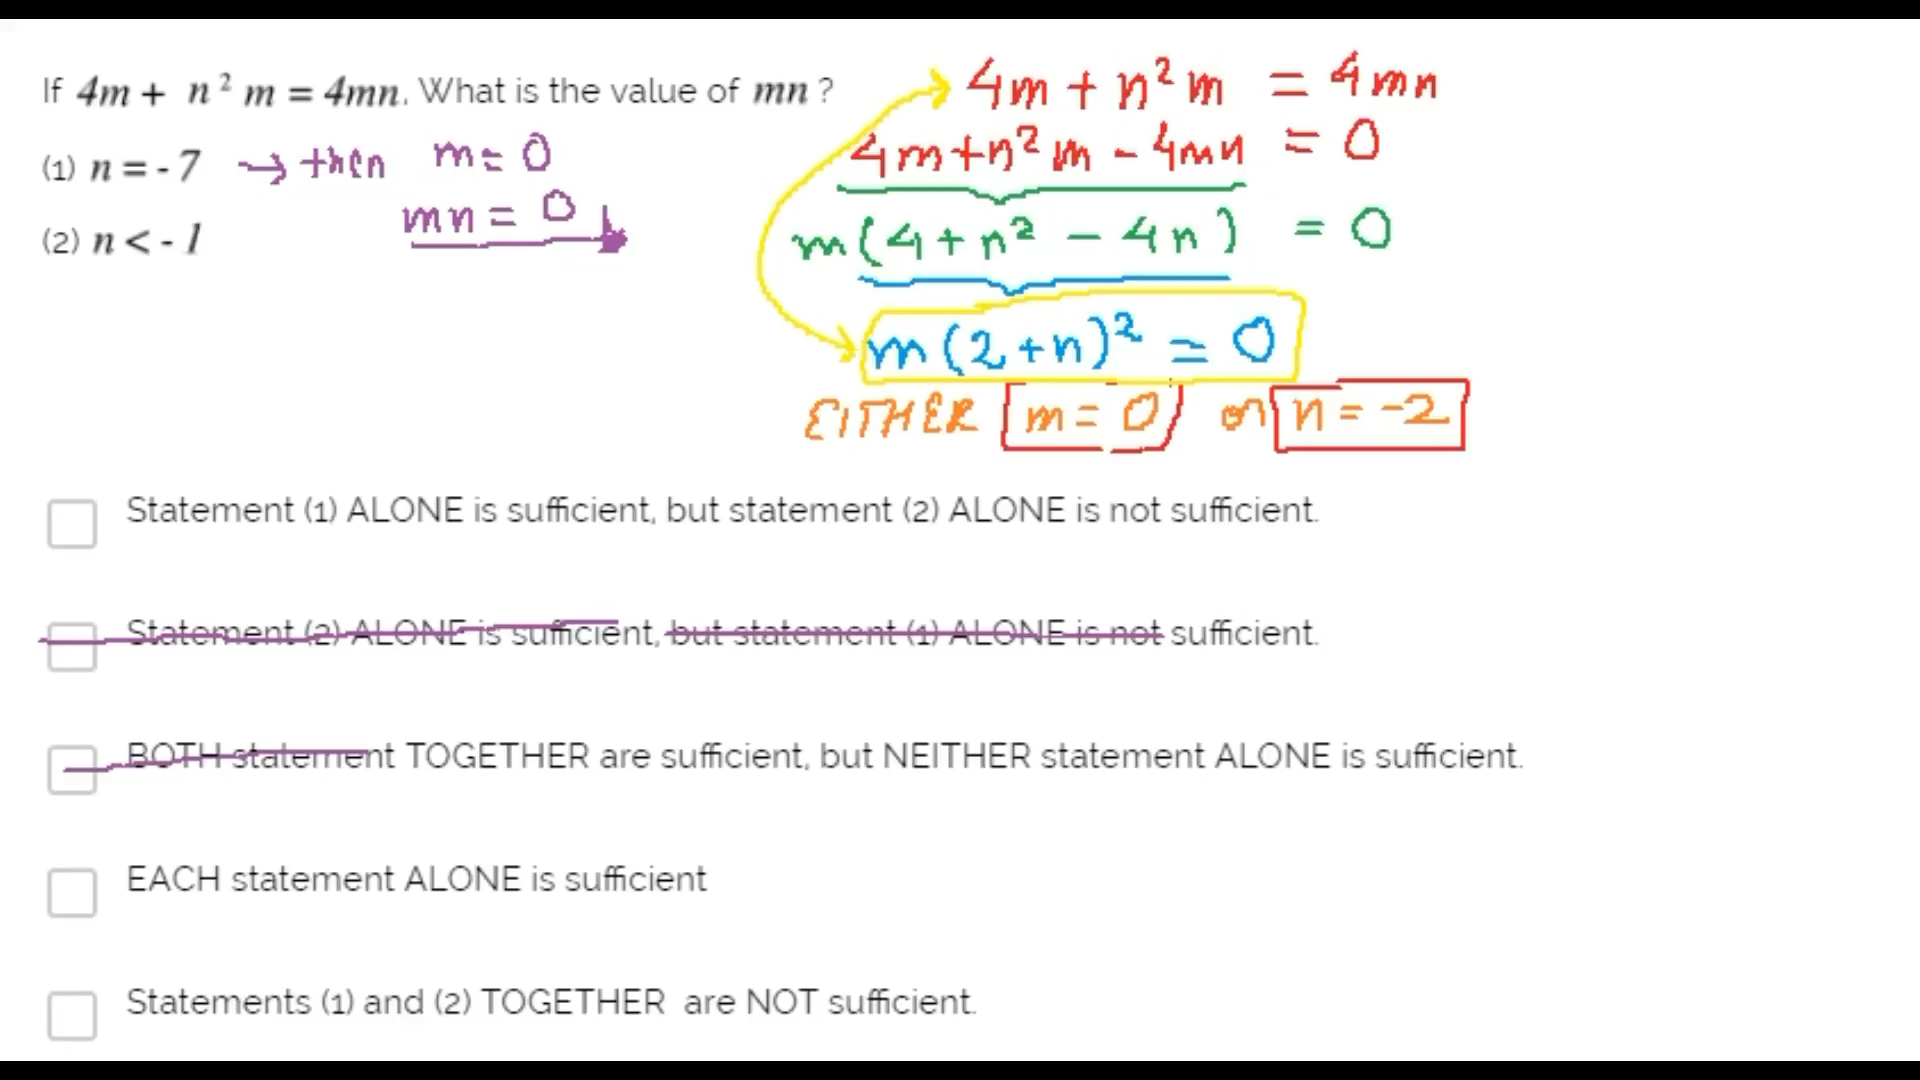 If 4m + n² m = 4mn. What is the value of mn ?
(1) n = - 7 → then m = 0
mn = 0
(2) n < - 1
4m + n² m = 4mn
4m + n² m - 4mn = 0
m(4 + n² - 4n) = 0
m(2 + n)² = 0
EITHER m = 0 or n = -2
Statement (1) ALONE is sufficient, but statement (2) ALONE is not sufficient.
Statement (2) ALONE is sufficient, but statement (1) ALONE is not sufficient.
BOTH statement TOGETHER are sufficient, but NEITHER statement ALONE is sufficient.
EACH statement ALONE is sufficient
Statements (1) and (2) TOGETHER are NOT sufficient.